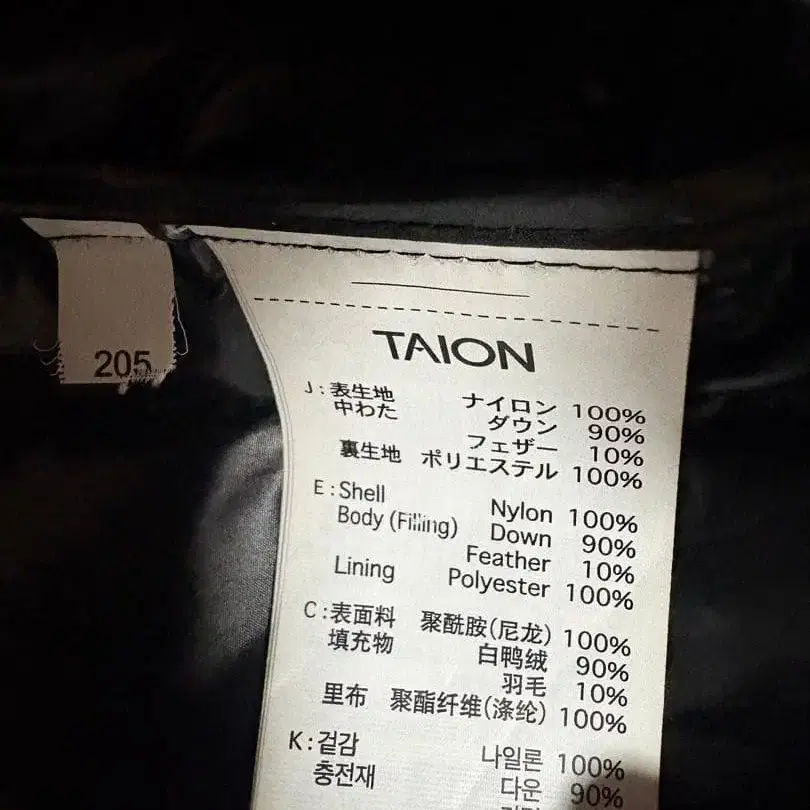 205
TAION
J:表生地 ナイロン 100%
中わた ダウン 90%
フェザー 10%
裏生地 ポリエステル 100%
E:Shell Nylon 100%
Body (Filling) Down 90%
Feather 10%
Lining Polyester 100%
C:表面料 聚酰胺(尼龙) 100%
填充物 白鸭绒 90%
羽毛 10%
里布 聚酯纤维(涤纶) 100%
K:겉감 나일론 100%
충전재 다운 90%